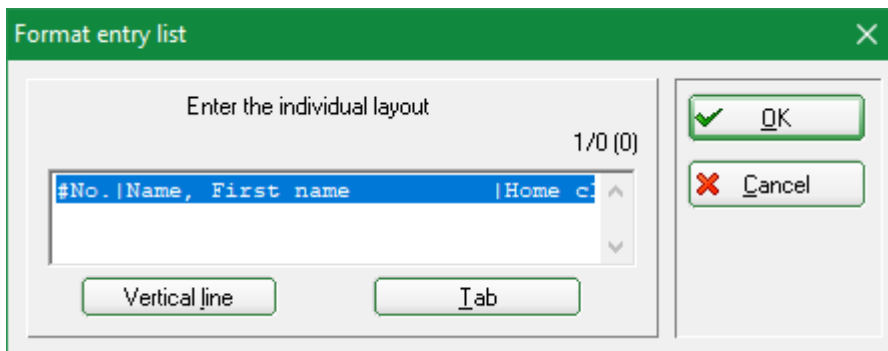 Format entry list
Enter the individual layout
1/0 (0)
#No.|Name, First name |Home cl
Vertical line
Tab
OK
Cancel